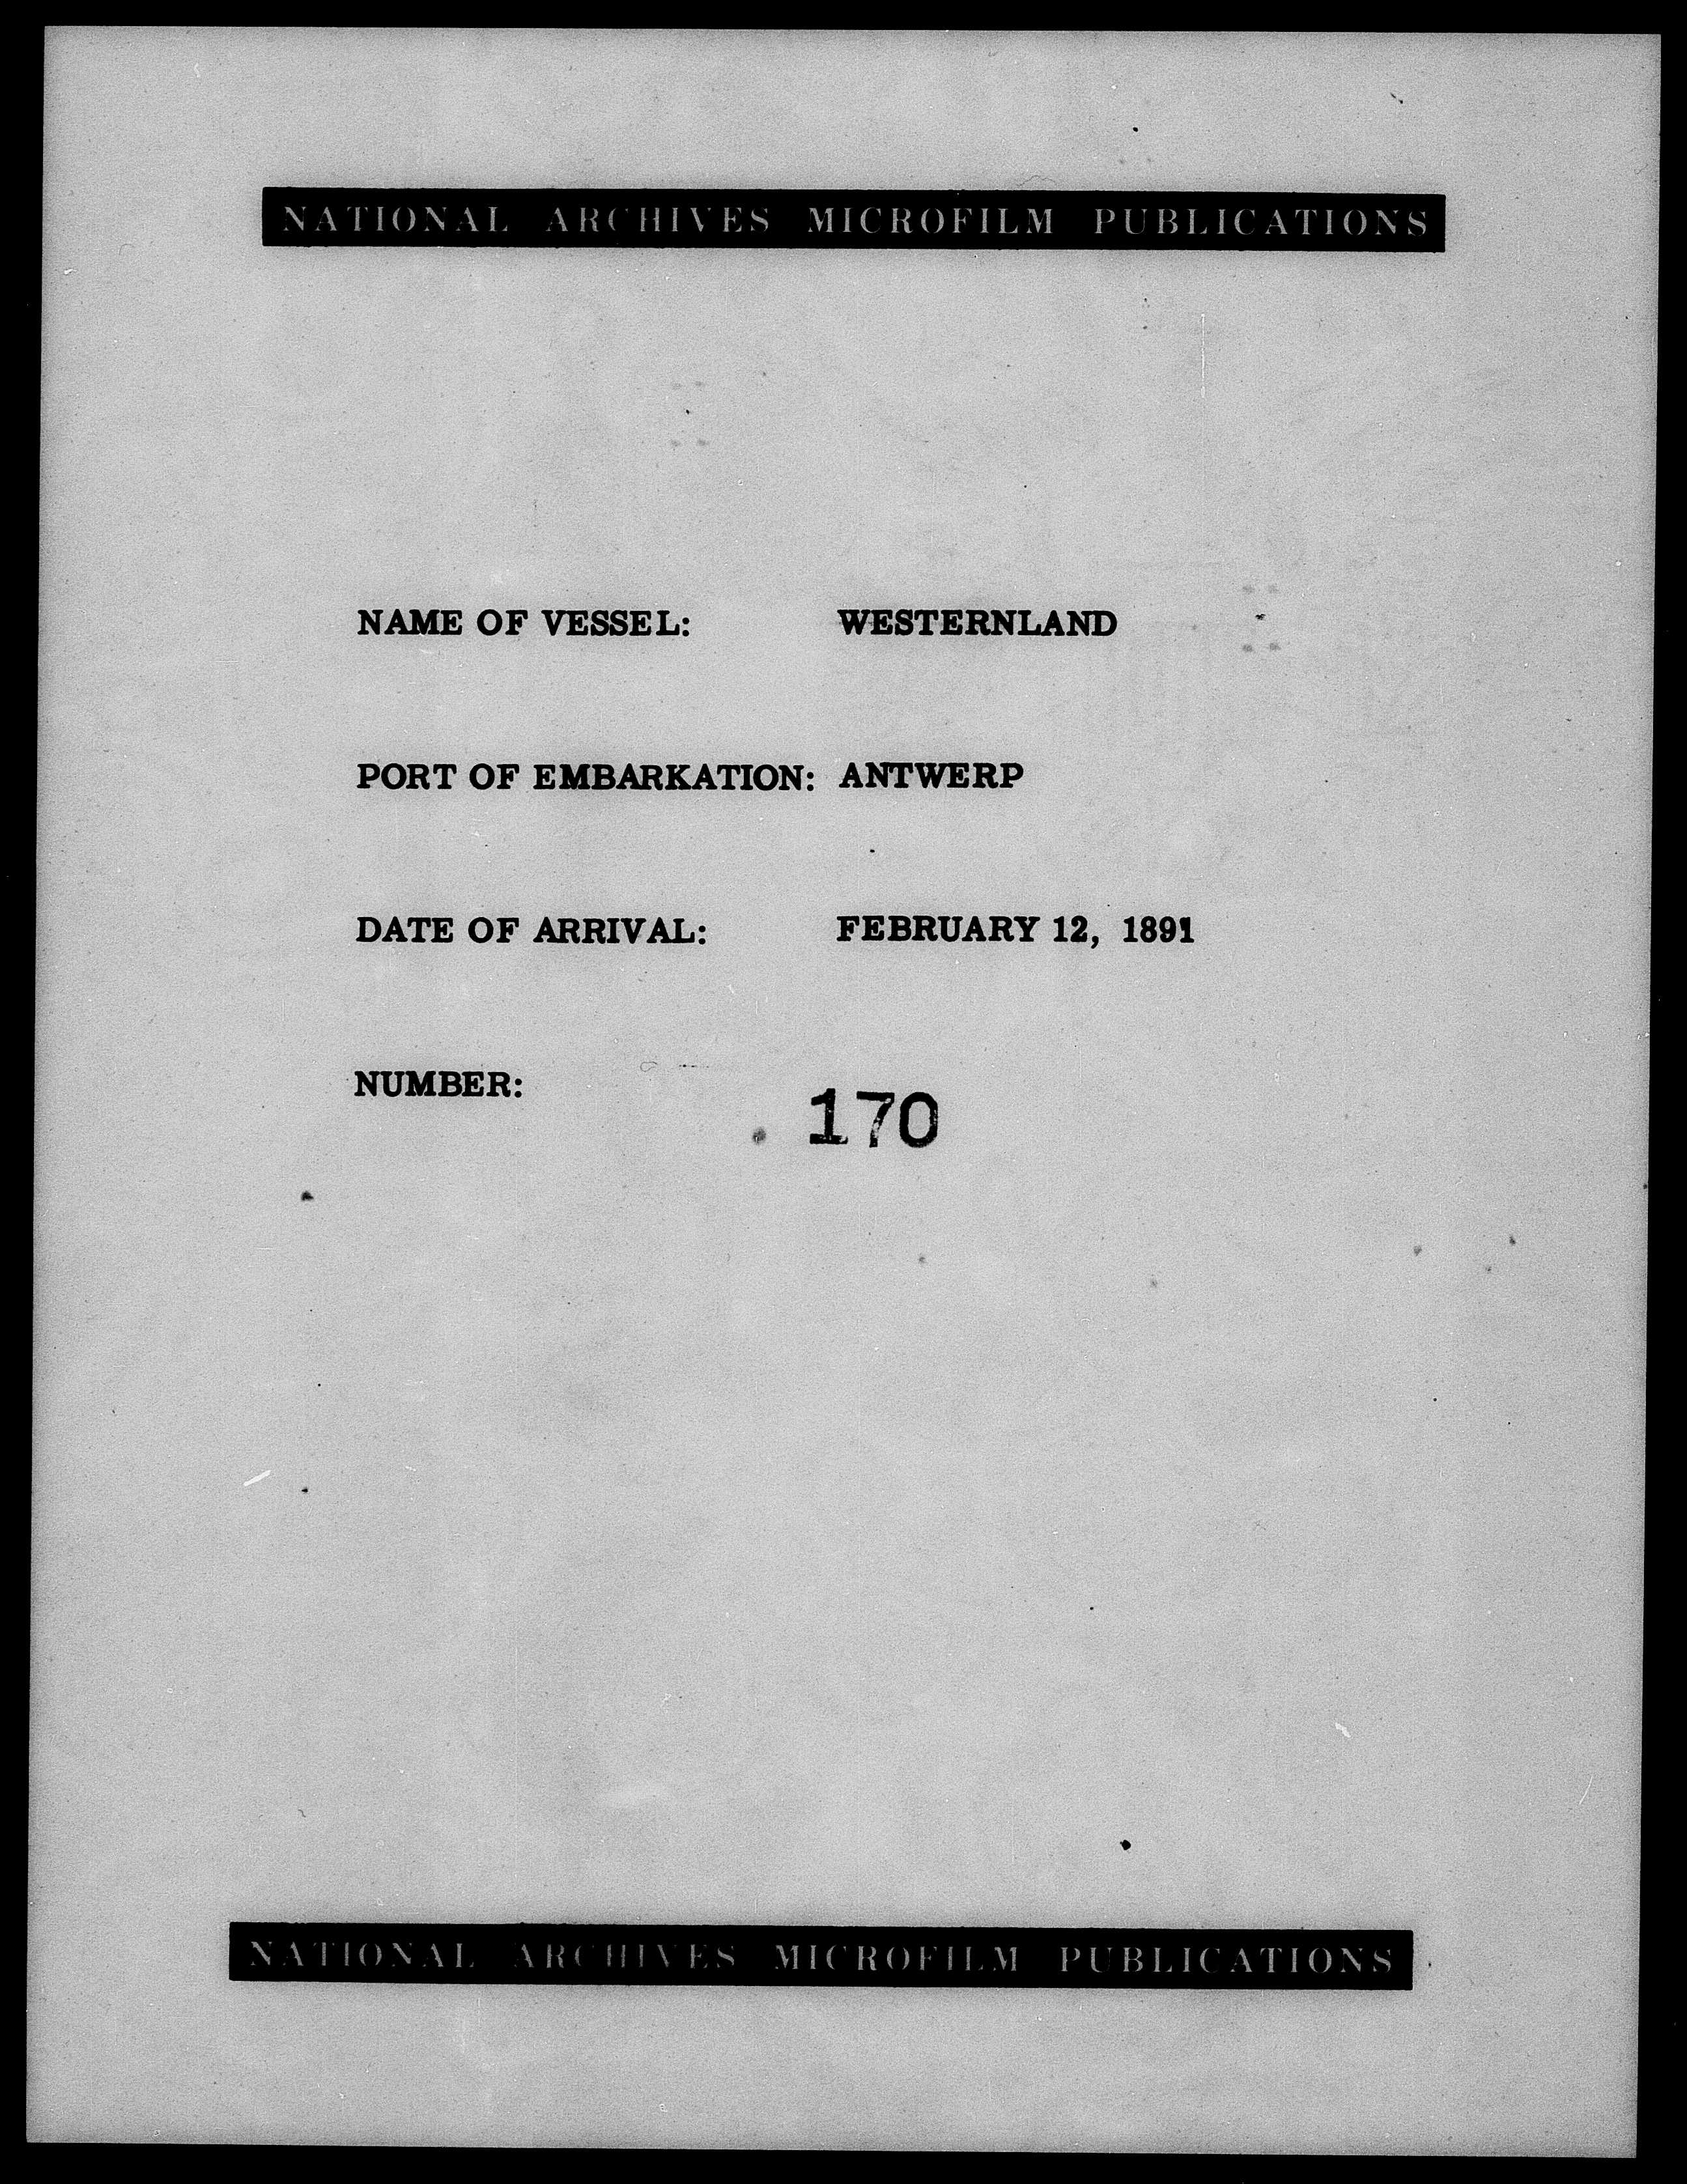 NATIONAL ARCHIVES MICROFILM PUBLICATIONS
NAME OF VESSEL: WESTERNLAND
PORT OF EMBARKATION: ANTWERP
DATE OF ARRIVAL: FEBRUARY 12, 1891
NUMBER: 170
NATIONAL ARCHIVES MICROFILM PUBLICATIONS